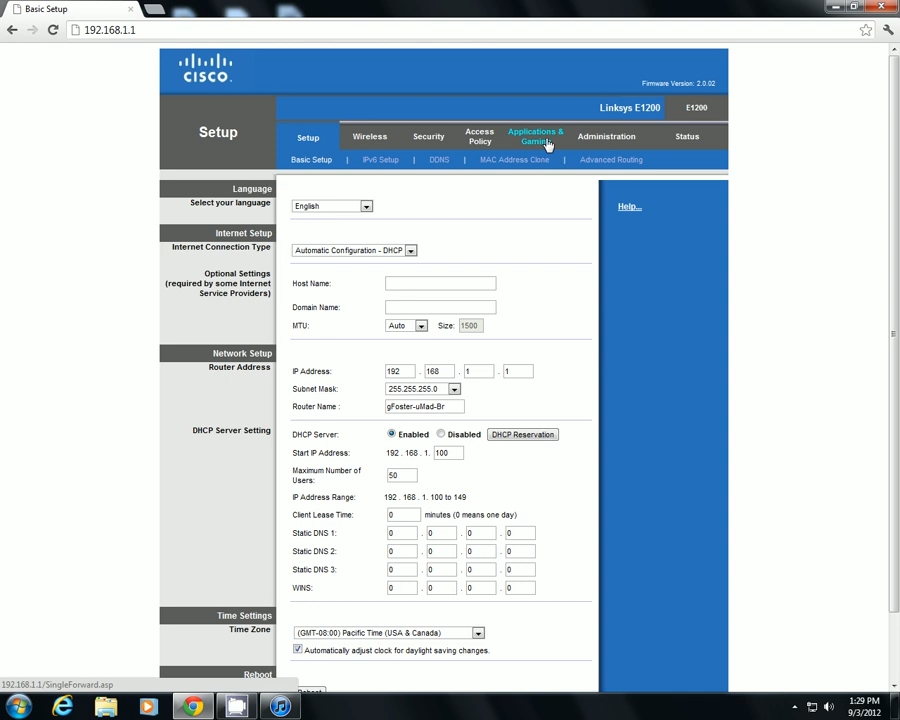 Basic Setup
192.168.1.1
CISCO.
Firmware Version: 2.0.02
Linksys E1200
E1200
Setup
Setup
Wireless
Security
Access
Policy
Applications &
Gaming
Administration
Status
Basic Setup | IPv6 Setup | DDNS | MAC Address Clone | Advanced Routing
Language
Select your language
English
Help...
Internet Setup
Internet Connection Type
Automatic Configuration - DHCP
Optional Settings
(required by some Internet
Service Providers)
Host Name:
Domain Name:
MTU: Auto Size: 1500
Network Setup
Router Address
IP Address: 192 . 168 . 1 . 1
Subnet Mask: 255.255.255.0
Router Name : gFoster-uMad-Br
DHCP Server Setting
DHCP Server: Enabled Disabled DHCP Reservation
Start IP Address: 192 . 168 . 1. 100
Maximum Number of
Users: 50
IP Address Range: 192 . 168 . 1. 100 to 149
Client Lease Time: 0 minutes (0 means one day)
Static DNS 1: 0 . 0 . 0 . 0
Static DNS 2: 0 . 0 . 0 . 0
Static DNS 3: 0 . 0 . 0 . 0
WINS: 0 . 0 . 0 . 0
Time Settings
Time Zone
(GMT-08:00) Pacific Time (USA & Canada)
Automatically adjust clock for daylight saving changes.
Reboot
Reboot
192.168.1.1/SingleForward.asp
1:29 PM
9/3/2012